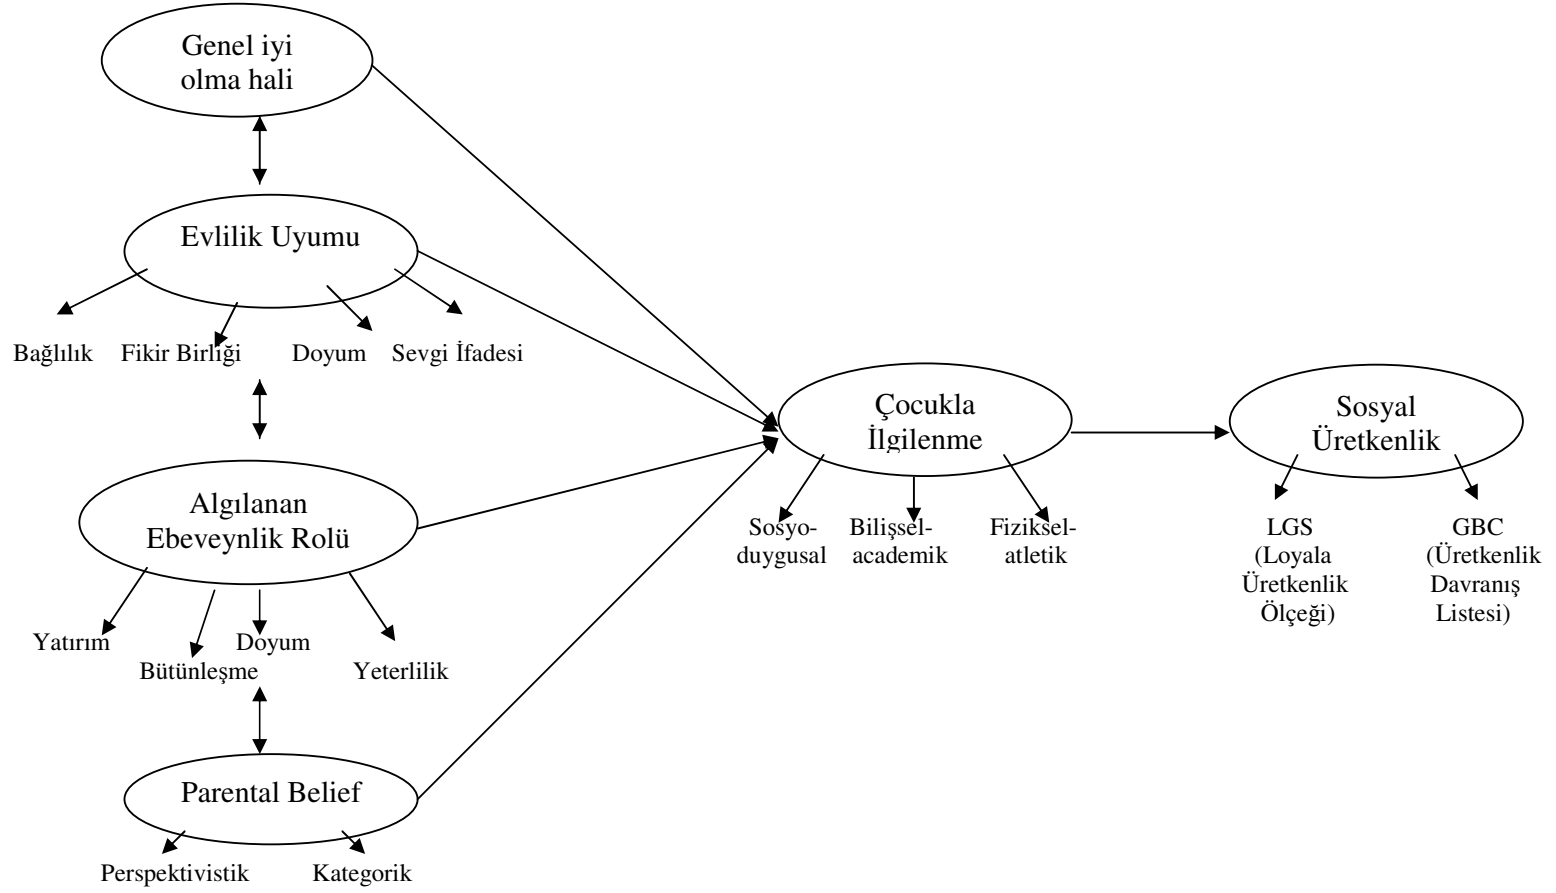 Genel iyi
olma hali
Evlilik Uyumu
Bağlılık
Fikir Birliği
Doyum
Sevgi İfadesi
Algılanan
Ebeveynlik Rolü
Yatırım
Bütünleşme
Doyum
Yeterlilik
Parental Belief
Perspektivistik
Kategorik
Çocukla
İlgilenme
Sosyo-
duygusal
Bilişsel-
academik
Fiziksel-
atletik
Sosyal
Üretkenlik
LGS
(Loyala
Üretkenlik
Ölçeği)
GBC
(Üretkenlik
Davranış
Listesi)